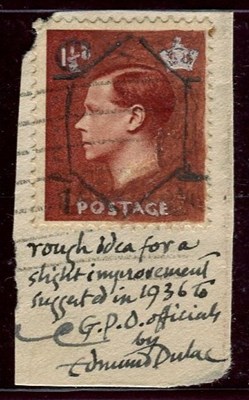 1½d
POSTAGE
rough idea for a
slight improvement
suggested in 1936 to
G.P.O. officials
by
Edmund Dulac